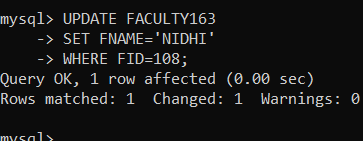 mysql> UPDATE FACULTY163
    -> SET FNAME='NIDHI'
    -> WHERE FID=108;
Query OK, 1 row affected (0.00 sec)
Rows matched: 1  Changed: 1  Warnings: 0
mysql>